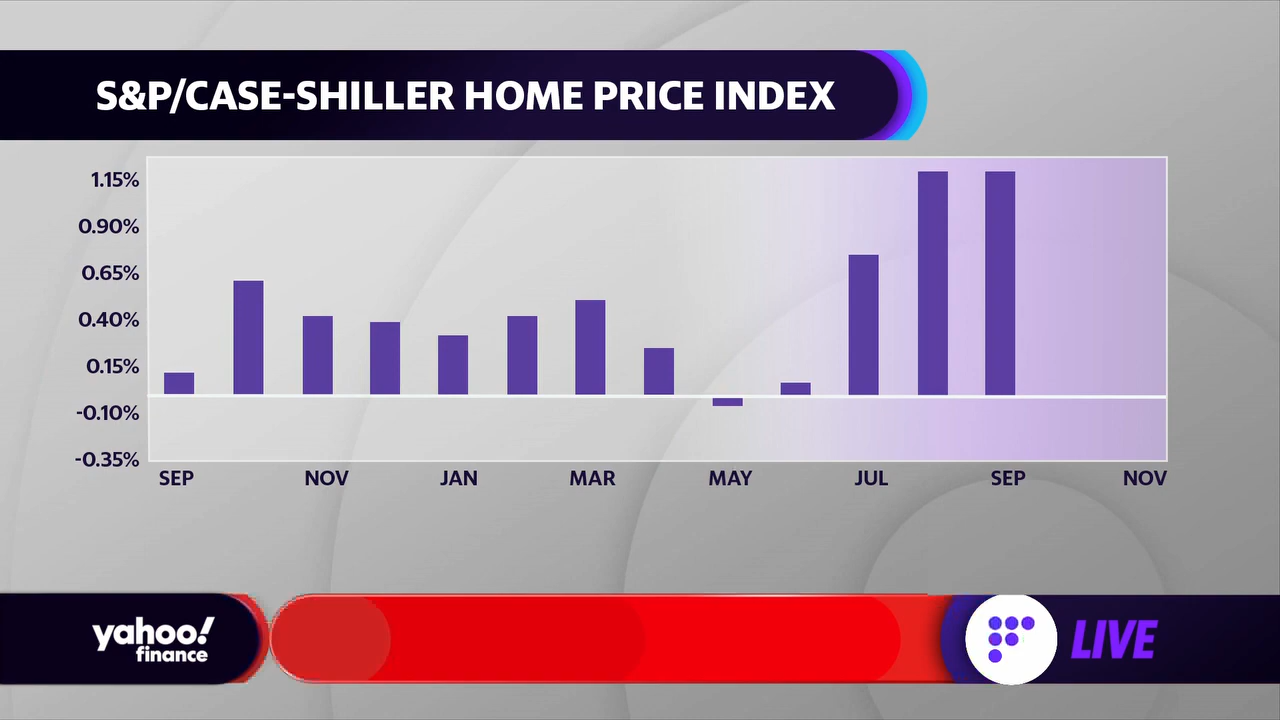 S&P/CASE-SHILLER HOME PRICE INDEX
1.15%
0.90%
0.65%
0.40%
0.15%
-0.10%
-0.35%
SEP NOV JAN MAR MAY JUL SEP NOV
yahoo!
finance
LIVE